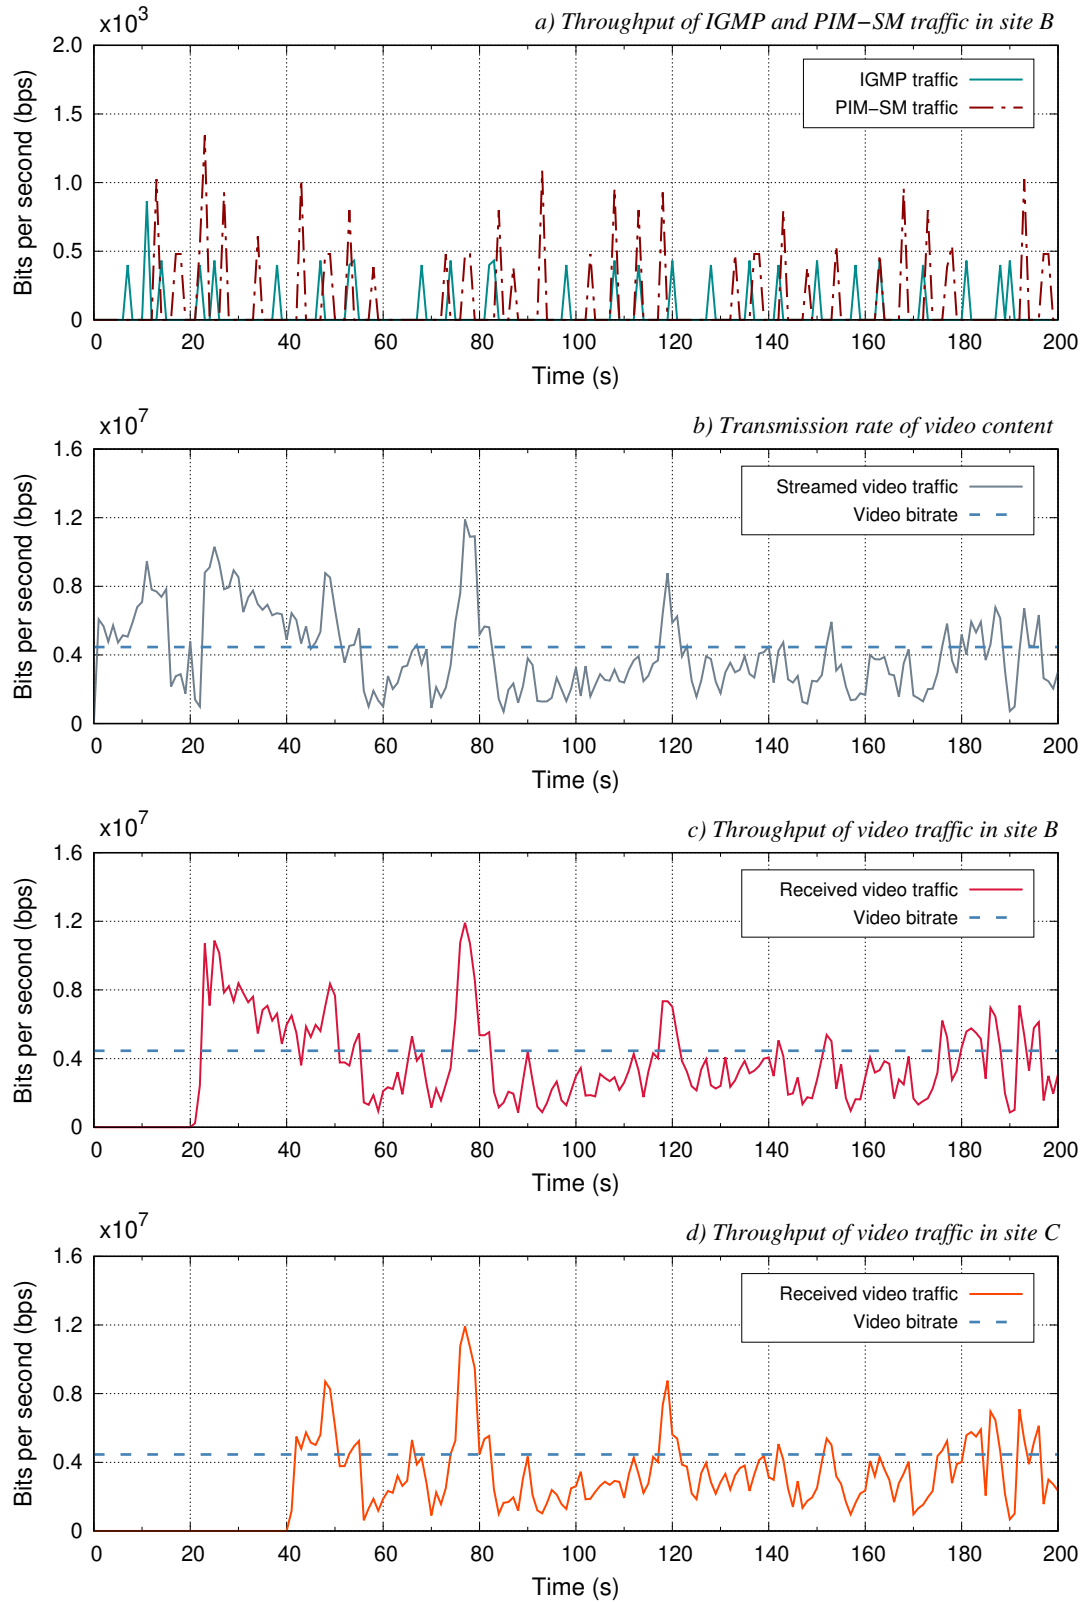 x10^3
a) Throughput of IGMP and PIM−SM traffic in site B
2.0
1.5
1.0
0.5
0
Bits per second (bps)
IGMP traffic
PIM−SM traffic
0 20 40 60 80 100 120 140 160 180 200
Time (s)
x10^7
b) Transmission rate of video content
1.6
1.2
0.8
0.4
0
Bits per second (bps)
Streamed video traffic
Video bitrate
0 20 40 60 80 100 120 140 160 180 200
Time (s)
x10^7
c) Throughput of video traffic in site B
1.6
1.2
0.8
0.4
0
Bits per second (bps)
Received video traffic
Video bitrate
0 20 40 60 80 100 120 140 160 180 200
Time (s)
x10^7
d) Throughput of video traffic in site C
1.6
1.2
0.8
0.4
0
Bits per second (bps)
Received video traffic
Video bitrate
0 20 40 60 80 100 120 140 160 180 200
Time (s)